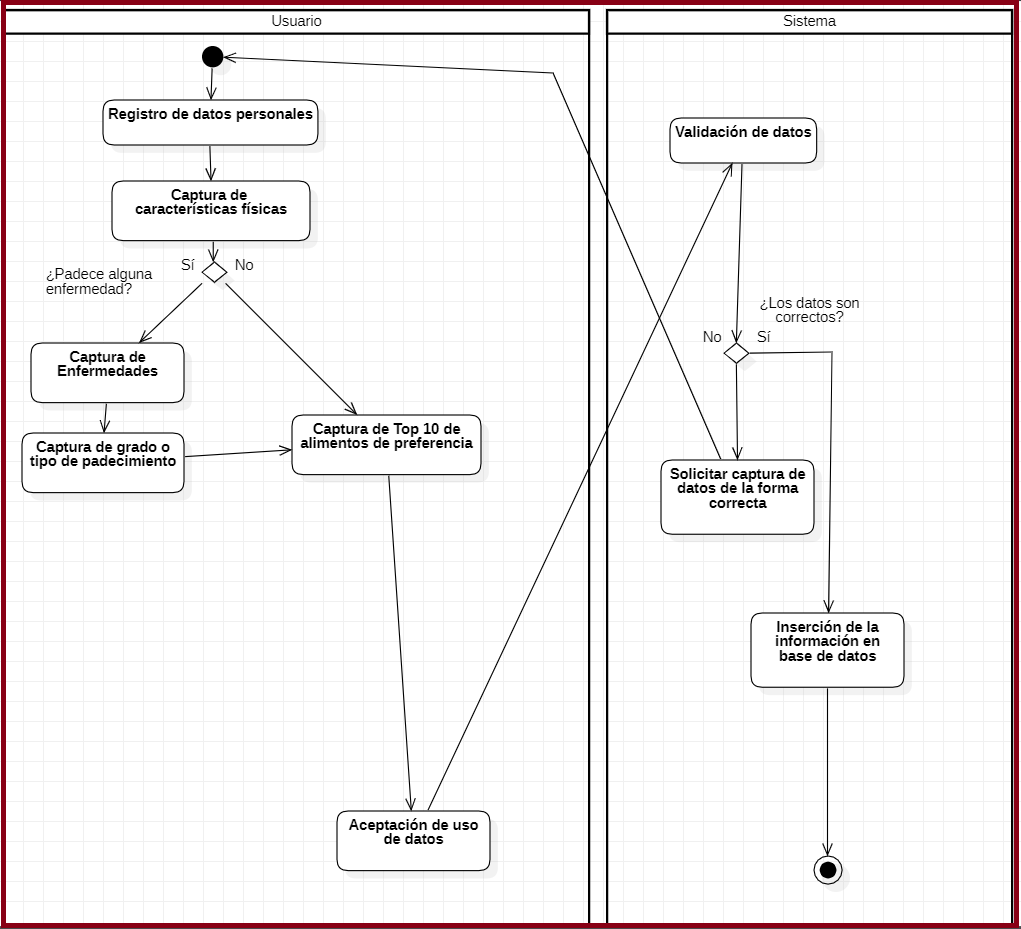 Usuario
Registro de datos personales
Captura de
características físicas
¿Padece alguna
enfermedad?
Sí
No
Captura de
Enfermedades
Captura de grado o
tipo de padecimiento
Captura de Top 10 de
alimentos de preferencia
Aceptación de uso
de datos
Sistema
Validación de datos
¿Los datos son
correctos?
No
Sí
Solicitar captura de
datos de la forma
correcta
Inserción de la
información en
base de datos